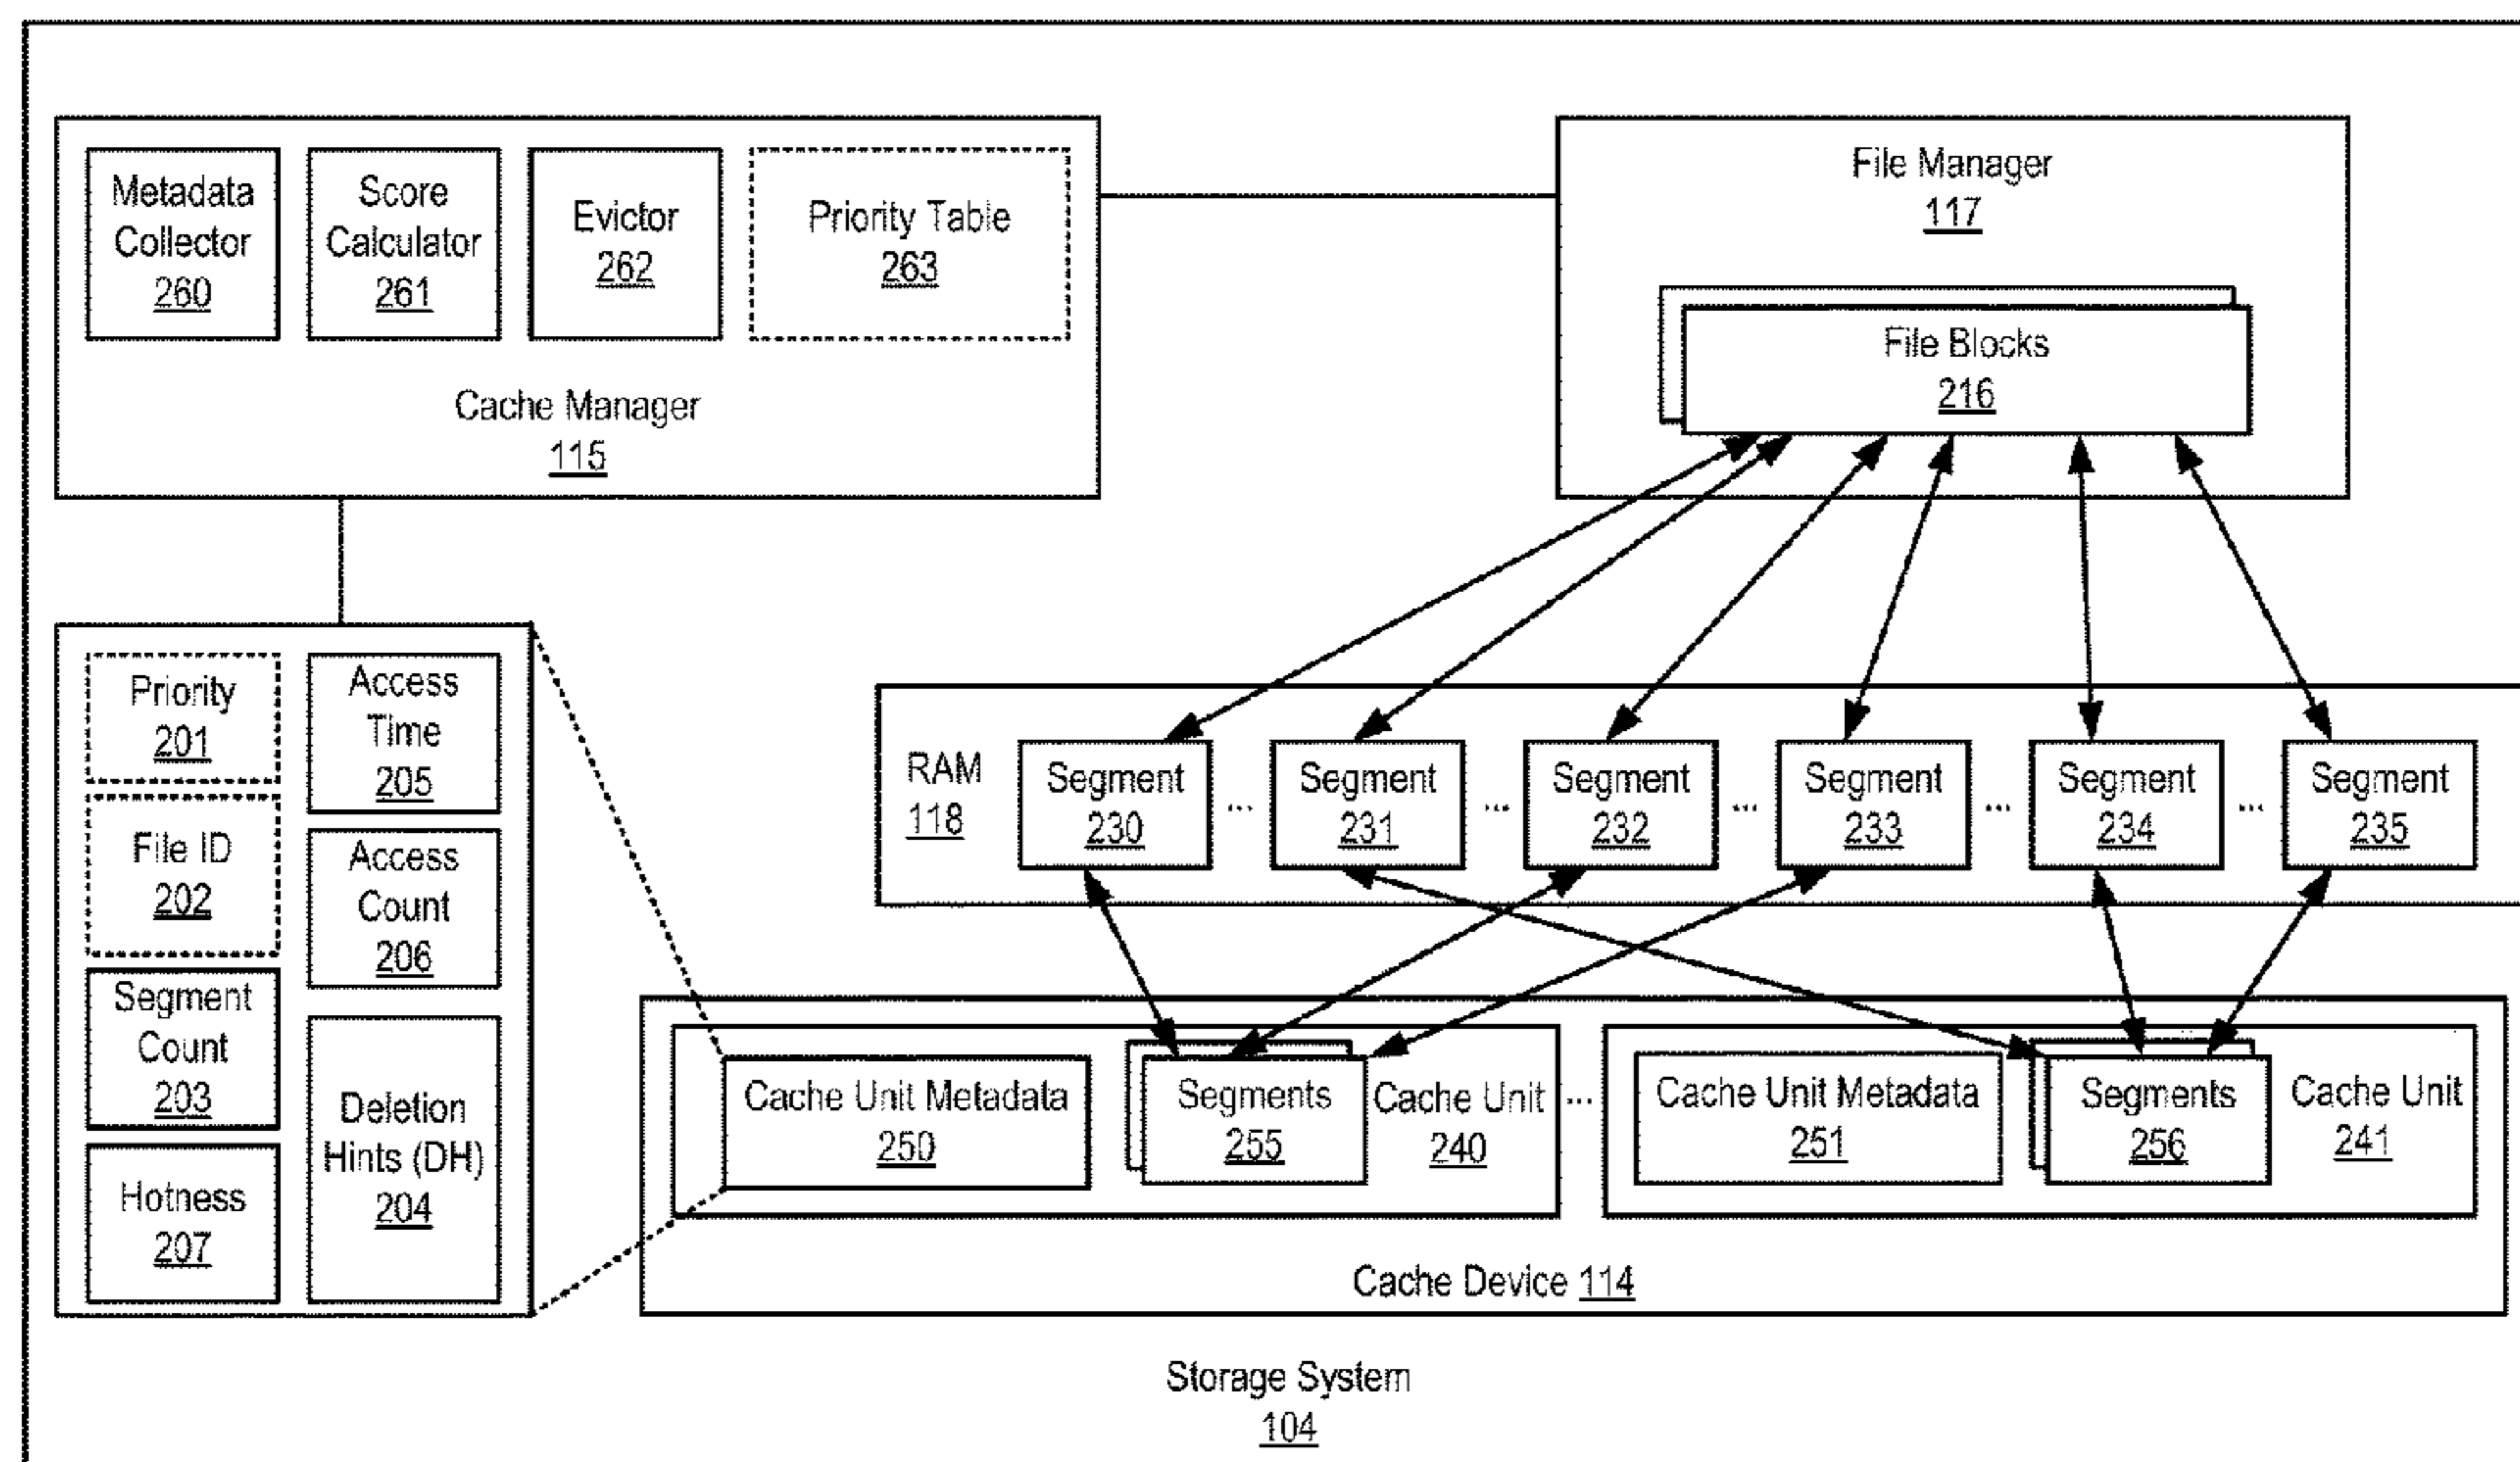 Metadata
Collector
260
Score
Calculator
261
Evictor
262
Priority Table
263
Cache Manager
115
File Manager
117
File Blocks
216
Priority
201
File ID
202
Segment
Count
203
Hotness
207
Access
Time
205
Access
Count
206
Deletion
Hints (DH)
204
RAM
118
Segment
230
...
Segment
231
...
Segment
232
...
Segment
233
...
Segment
234
...
Segment
235
Cache Unit Metadata
250
Segments
255
Cache Unit
240
...
Cache Unit Metadata
251
Segments
256
Cache Unit
241
Cache Device 114
Storage System
104